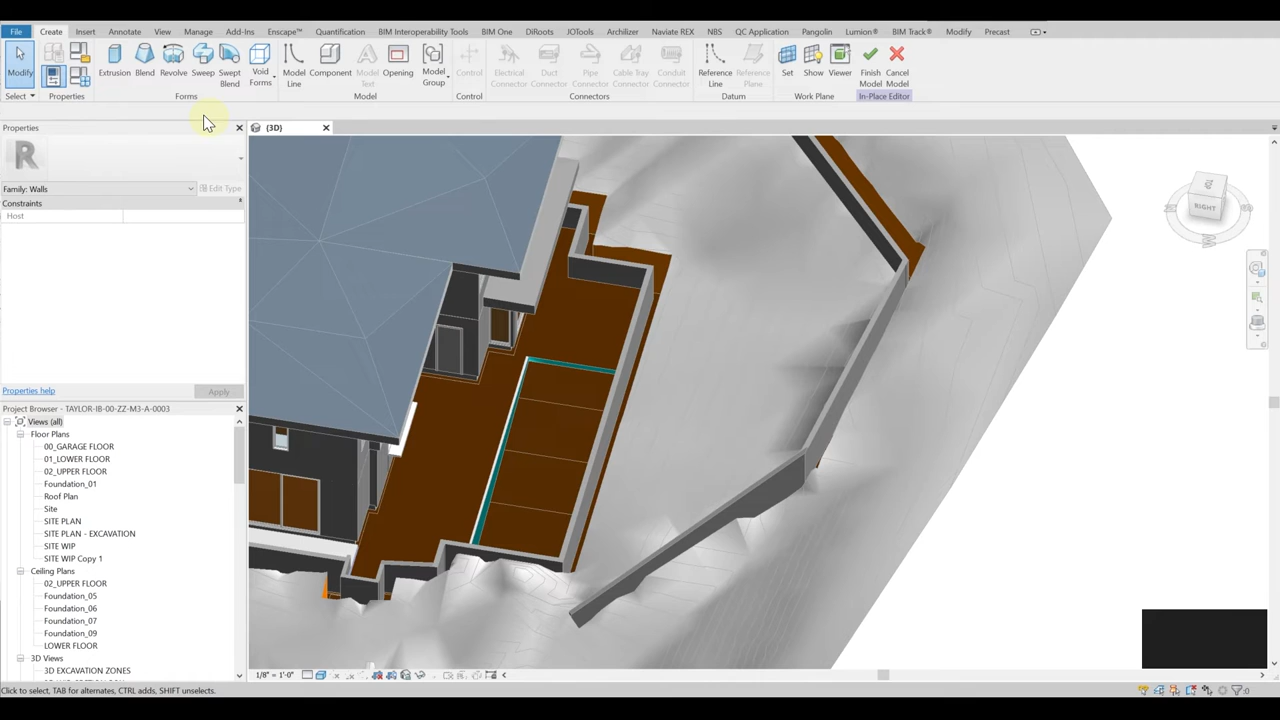 File Create Insert Annotate View Manage Add-Ins Enscape™ Quantification BIM Interoperability Tools BIM One DiRoots JOTools Archilizer Naviate REX NBS QC Application Pangolin Lumion® BIM Track® Modify Precast
Modify Extrusion Blend Revolve Sweep Swept Blend Void Forms Model Line Component Model Text Opening Model Group Control Electrical Connector Duct Connector Pipe Connector Cable Tray Connector Conduit Connector Reference Line Reference Plane Set Show Viewer Finish Model Cancel Model
Select Properties Forms Model Control Connectors Datum Work Plane In-Place Editor
Properties
{3D}
R
Family: Walls
Edit Type
Constraints
Host
TOP
RIGHT
Properties help
Apply
Project Browser - TAYLOR-IB-00-ZZ-M3-A-0003
Views (all)
Floor Plans
00_GARAGE FLOOR
01_LOWER FLOOR
02_UPPER FLOOR
Foundation_01
Roof Plan
Site
SITE PLAN
SITE PLAN - EXCAVATION
SITE WIP
SITE WIP Copy 1
Ceiling Plans
02_UPPER FLOOR
Foundation_05
Foundation_06
Foundation_07
Foundation_09
LOWER FLOOR
3D Views
3D EXCAVATION ZONES
1/8" = 1'-0"
Click to select, TAB for alternates, CTRL adds, SHIFT unselects.
:0